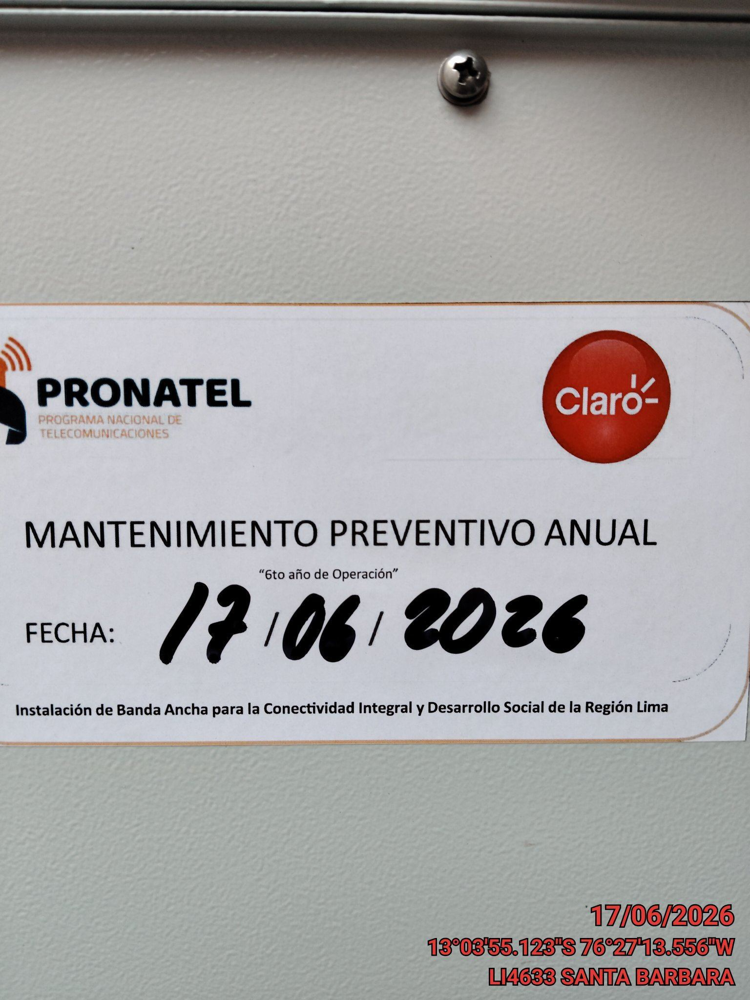 PRONATEL
PROGRAMA NACIONAL DE
TELECOMUNICACIONES
Claro
MANTENIMIENTO PREVENTIVO ANUAL
“6to año de Operación”
FECHA: 17 / 06 / 2026
Instalación de Banda Ancha para la Conectividad Integral y Desarrollo Social de la Región Lima
17/06/2026
13°03'55.123"S 76°27'13.556"W
LI4633 SANTA BARBARA